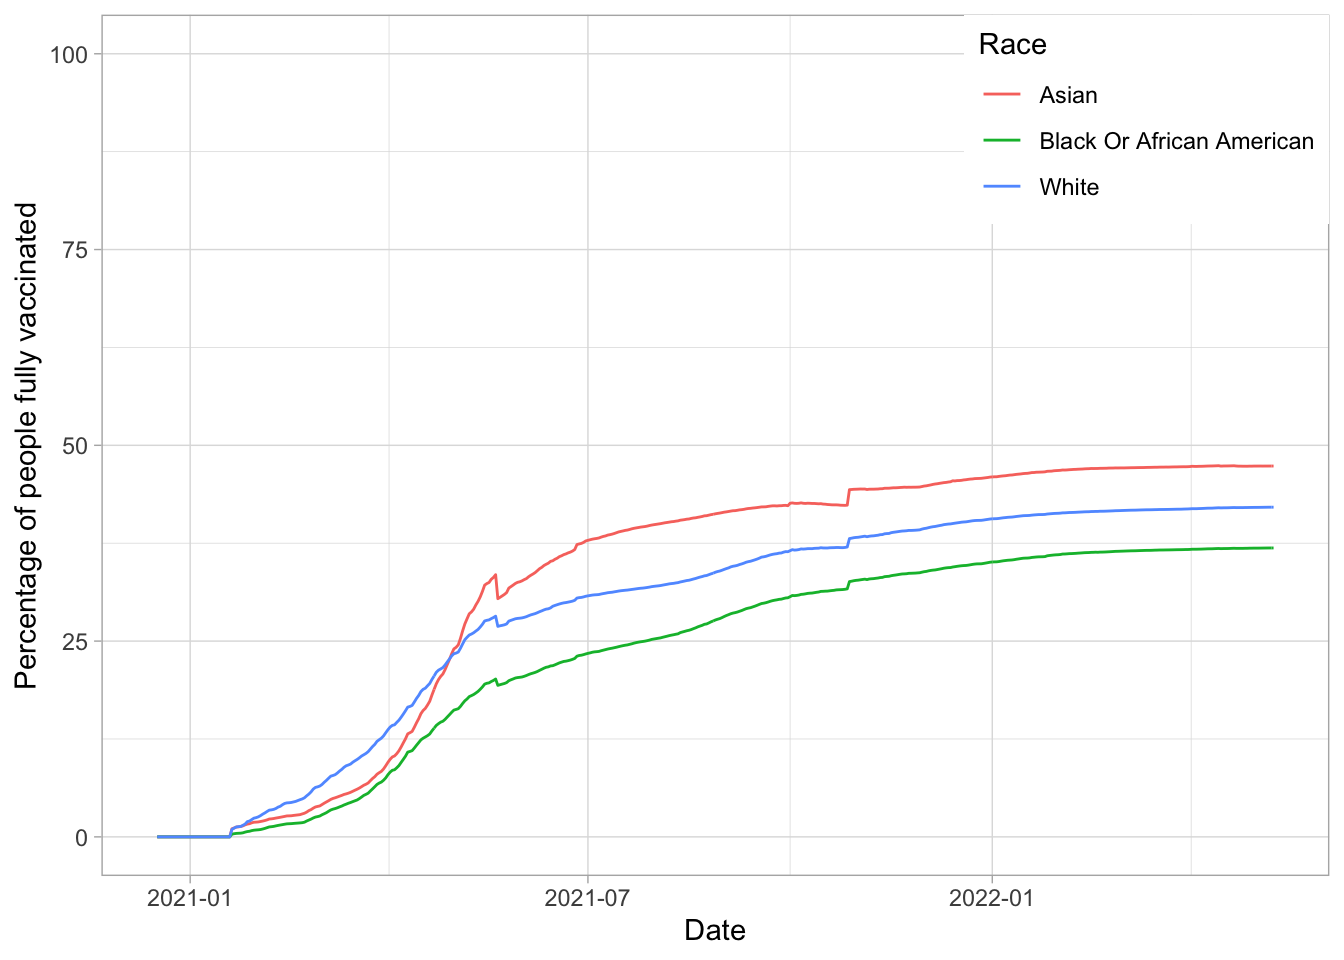 Race
Asian
Black Or African American
White
Percentage of people fully vaccinated
100
75
50
25
0
2021-01
2021-07
2022-01
Date